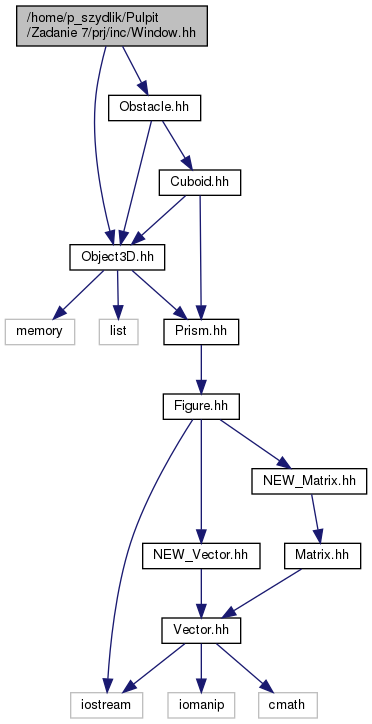 /home/p_szydlik/Pulpit
/Zadanie 7/prj/inc/Window.hh
Obstacle.hh
Cuboid.hh
Object3D.hh
memory
list
Prism.hh
Figure.hh
NEW_Matrix.hh
NEW_Vector.hh
Matrix.hh
Vector.hh
iostream
iomanip
cmath